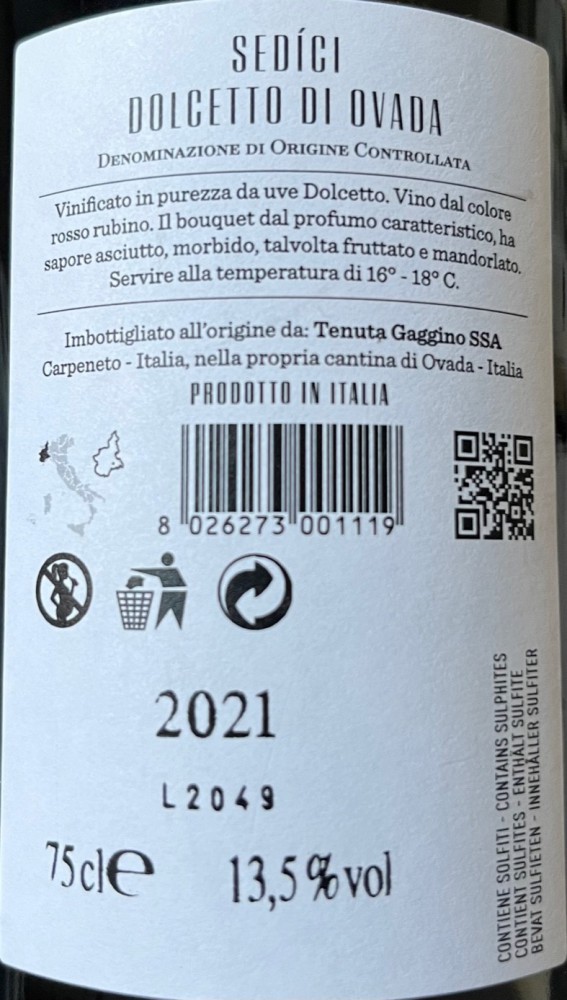 SEDÍCI
DOLCETTO DI OVADA
DENOMINAZIONE DI ORIGINE CONTROLLATA
Vinificato in purezza da uve Dolcetto. Vino dal colore
rosso rubino. Il bouquet dal profumo caratteristico, ha
sapore asciutto, morbido, talvolta fruttato e mandorlato.
Servire alla temperatura di 16° - 18° C.
Imbottigliato all'origine da: Tenuta Gaggino SSA
Carpeneto - Italia, nella propria cantina di Ovada - Italia
PRODOTTO IN ITALIA
8 026273 001119
2021
L2049
75cl e 13,5%vol
CONTIENE SOLFITI - CONTAINS SULPHITES
CONTIENT SULFITES - ENTHÄLT SULFITE
BEVAT SULFIETEN - INNEHÅLLER SULFITER